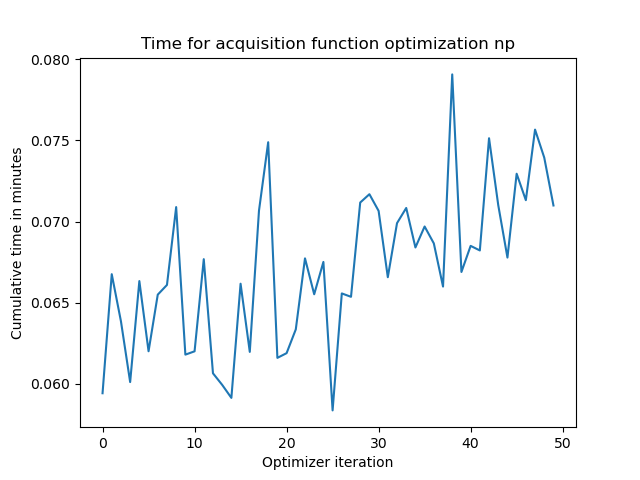 Time for acquisition function optimization np
0.080
0.075
0.070
0.065
0.060
Cumulative time in minutes
0 10 20 30 40 50
Optimizer iteration